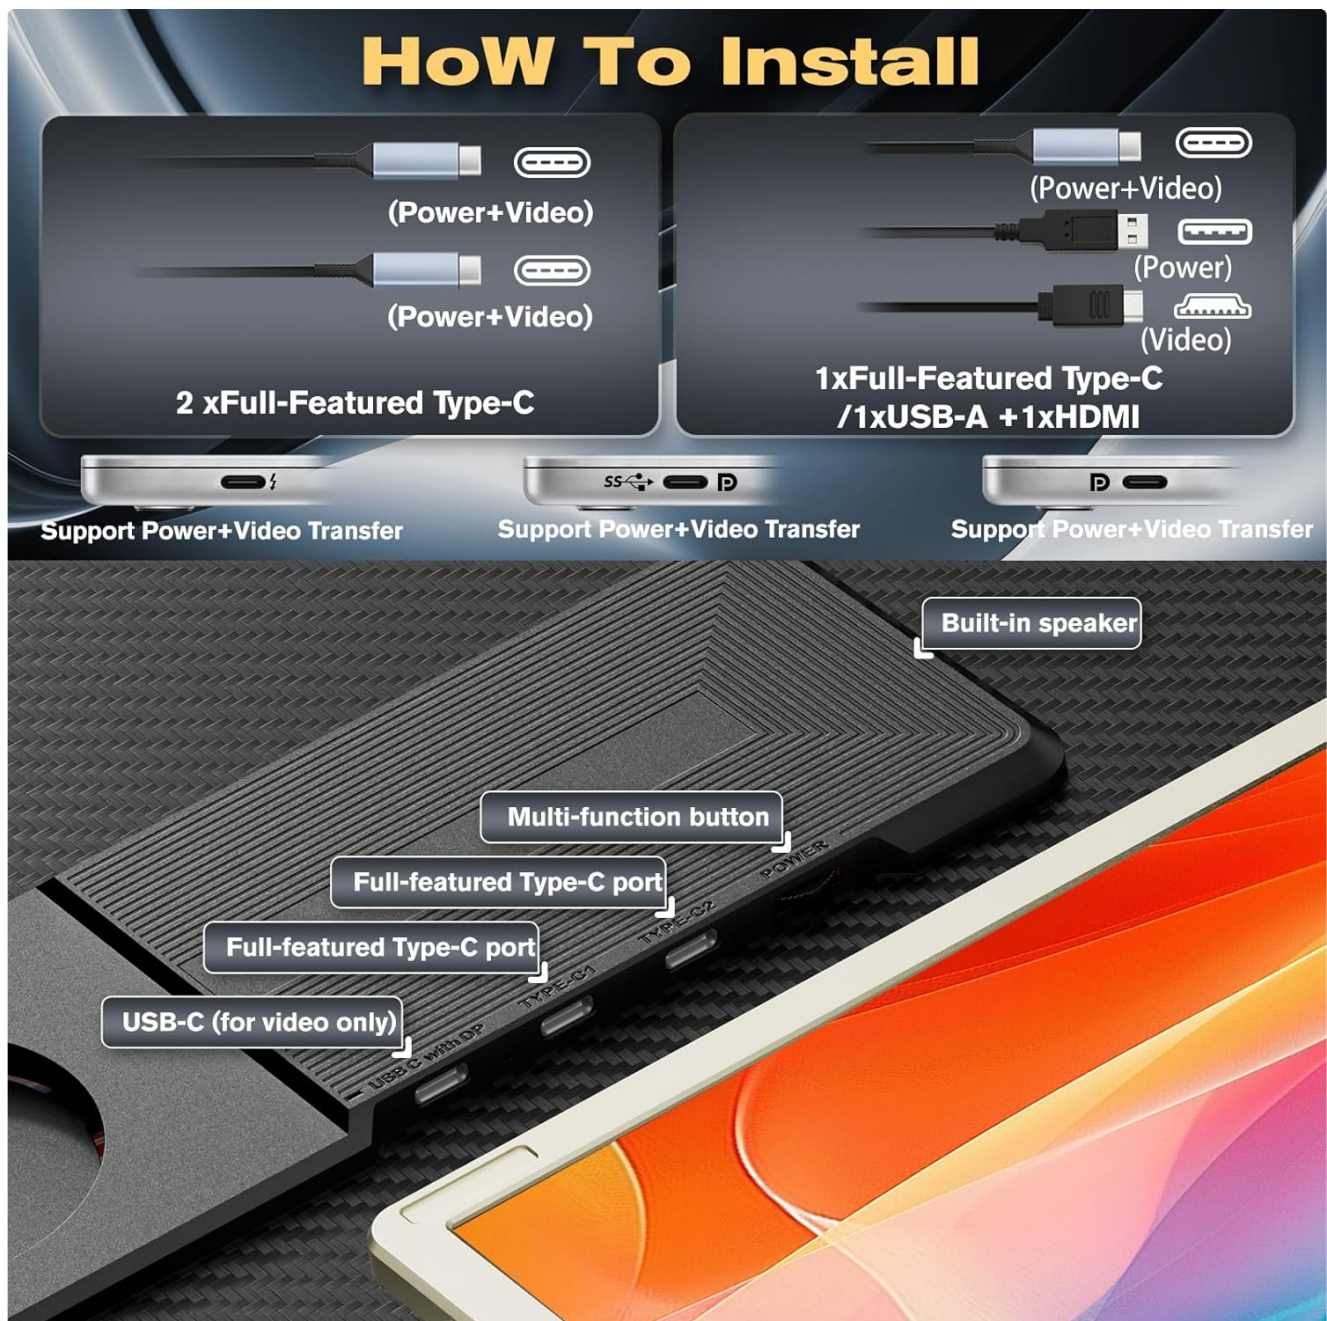 HoW To Install
(Power+Video)
(Power+Video)
2 xFull-Featured Type-C
(Power+Video)
(Power)
(Video)
1xFull-Featured Type-C
/1xUSB-A +1xHDMI
SS
Support Power+Video Transfer
Support Power+Video Transfer
Support Power+Video Transfer
Built-in speaker
Multi-function button
POWER
Full-featured Type-C port
TYPE-C2
Full-featured Type-C port
TYPE-C1
USB-C (for video only)
USB C with DP